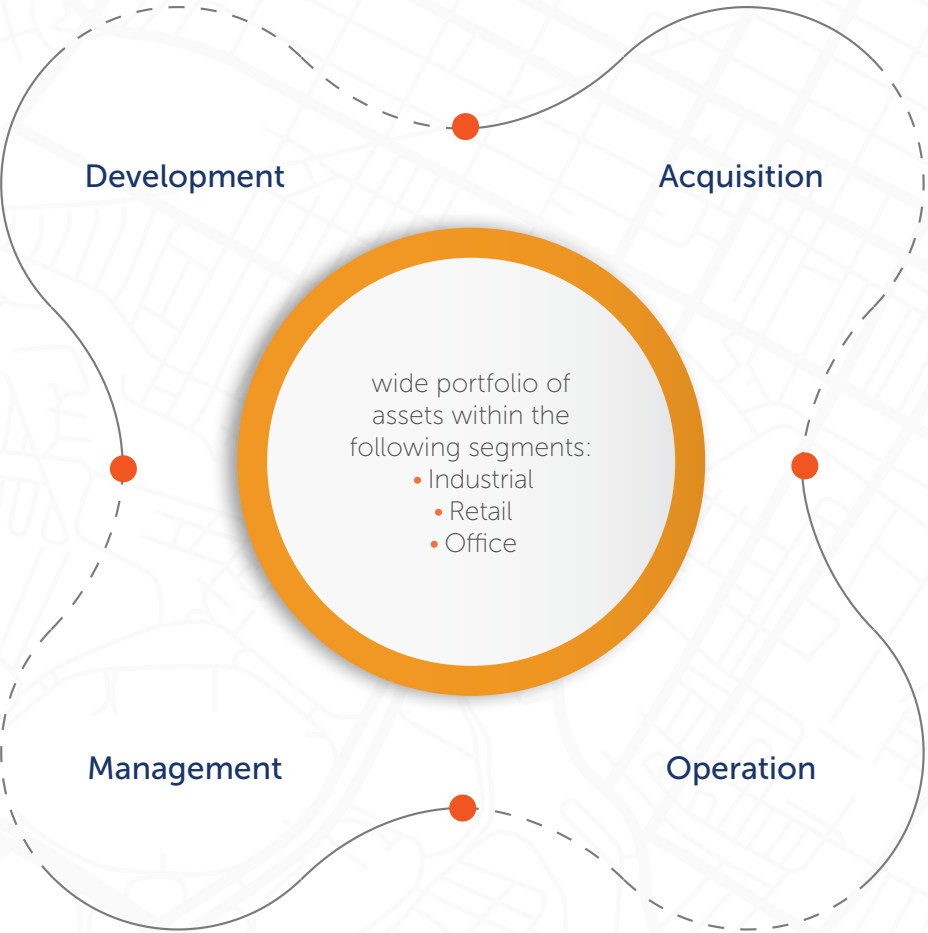 Development
Acquisition
wide portfolio of
assets within the
following segments:
• Industrial
• Retail
• Office
Management
Operation